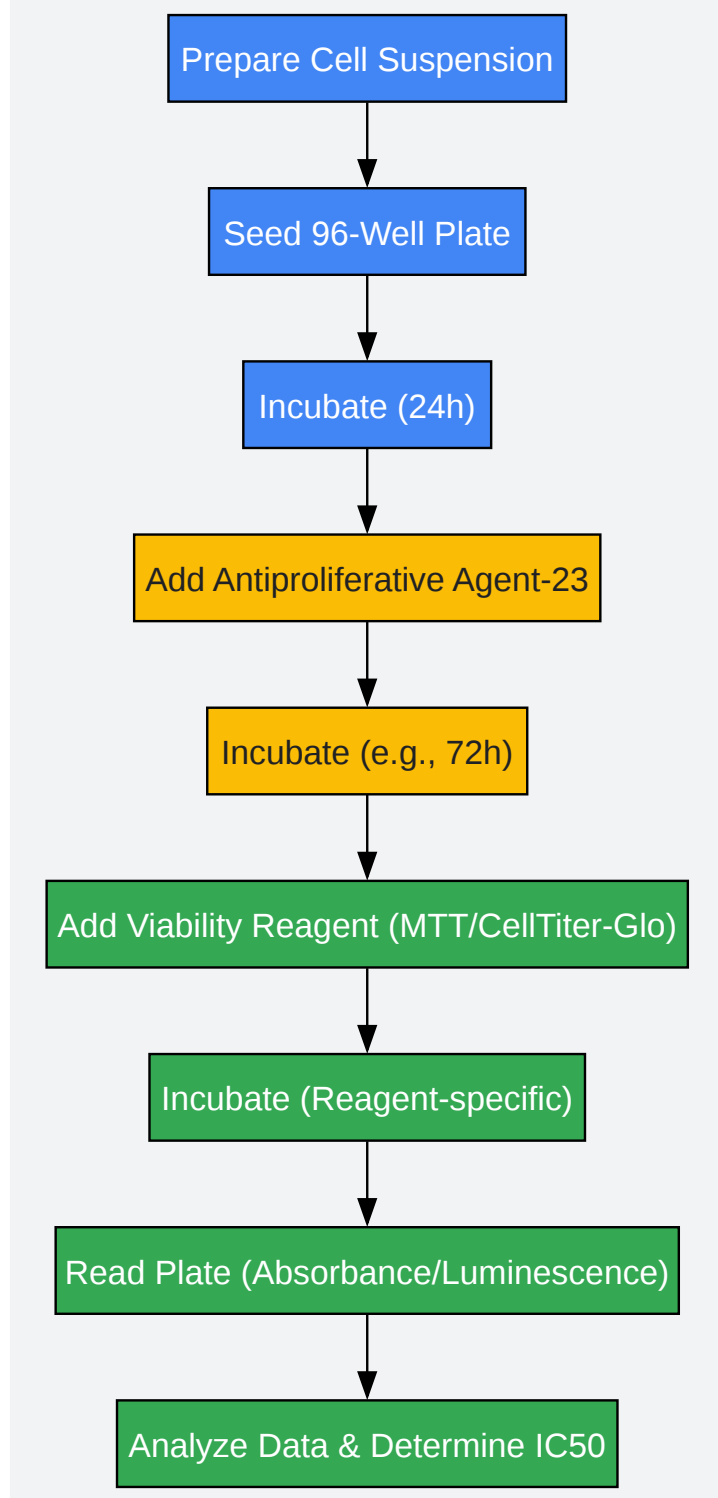 Prepare Cell Suspension
Seed 96-Well Plate
Incubate (24h)
Add Antiproliferative Agent-23
Incubate (e.g., 72h)
Add Viability Reagent (MTT/CellTiter-Glo)
Incubate (Reagent-specific)
Read Plate (Absorbance/Luminescence)
Analyze Data & Determine IC50